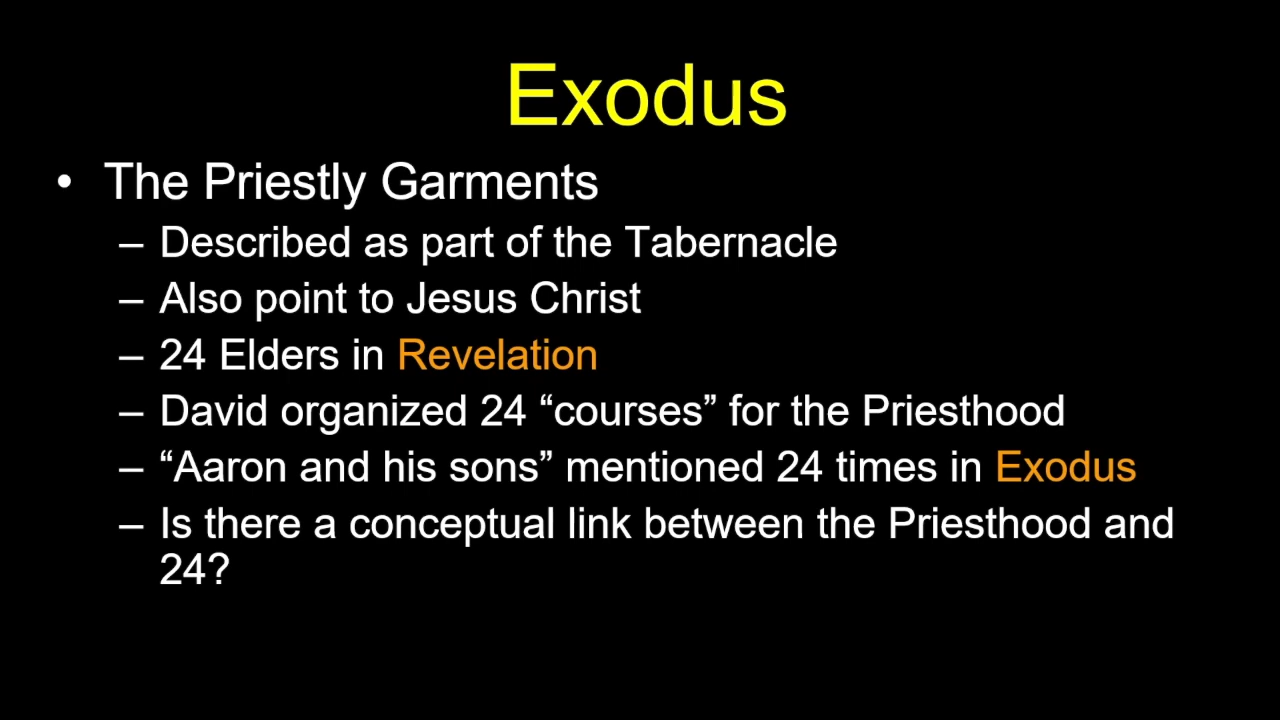 Exodus
• The Priestly Garments
– Described as part of the Tabernacle
– Also point to Jesus Christ
– 24 Elders in Revelation
– David organized 24 “courses” for the Priesthood
– “Aaron and his sons” mentioned 24 times in Exodus
– Is there a conceptual link between the Priesthood and
24?